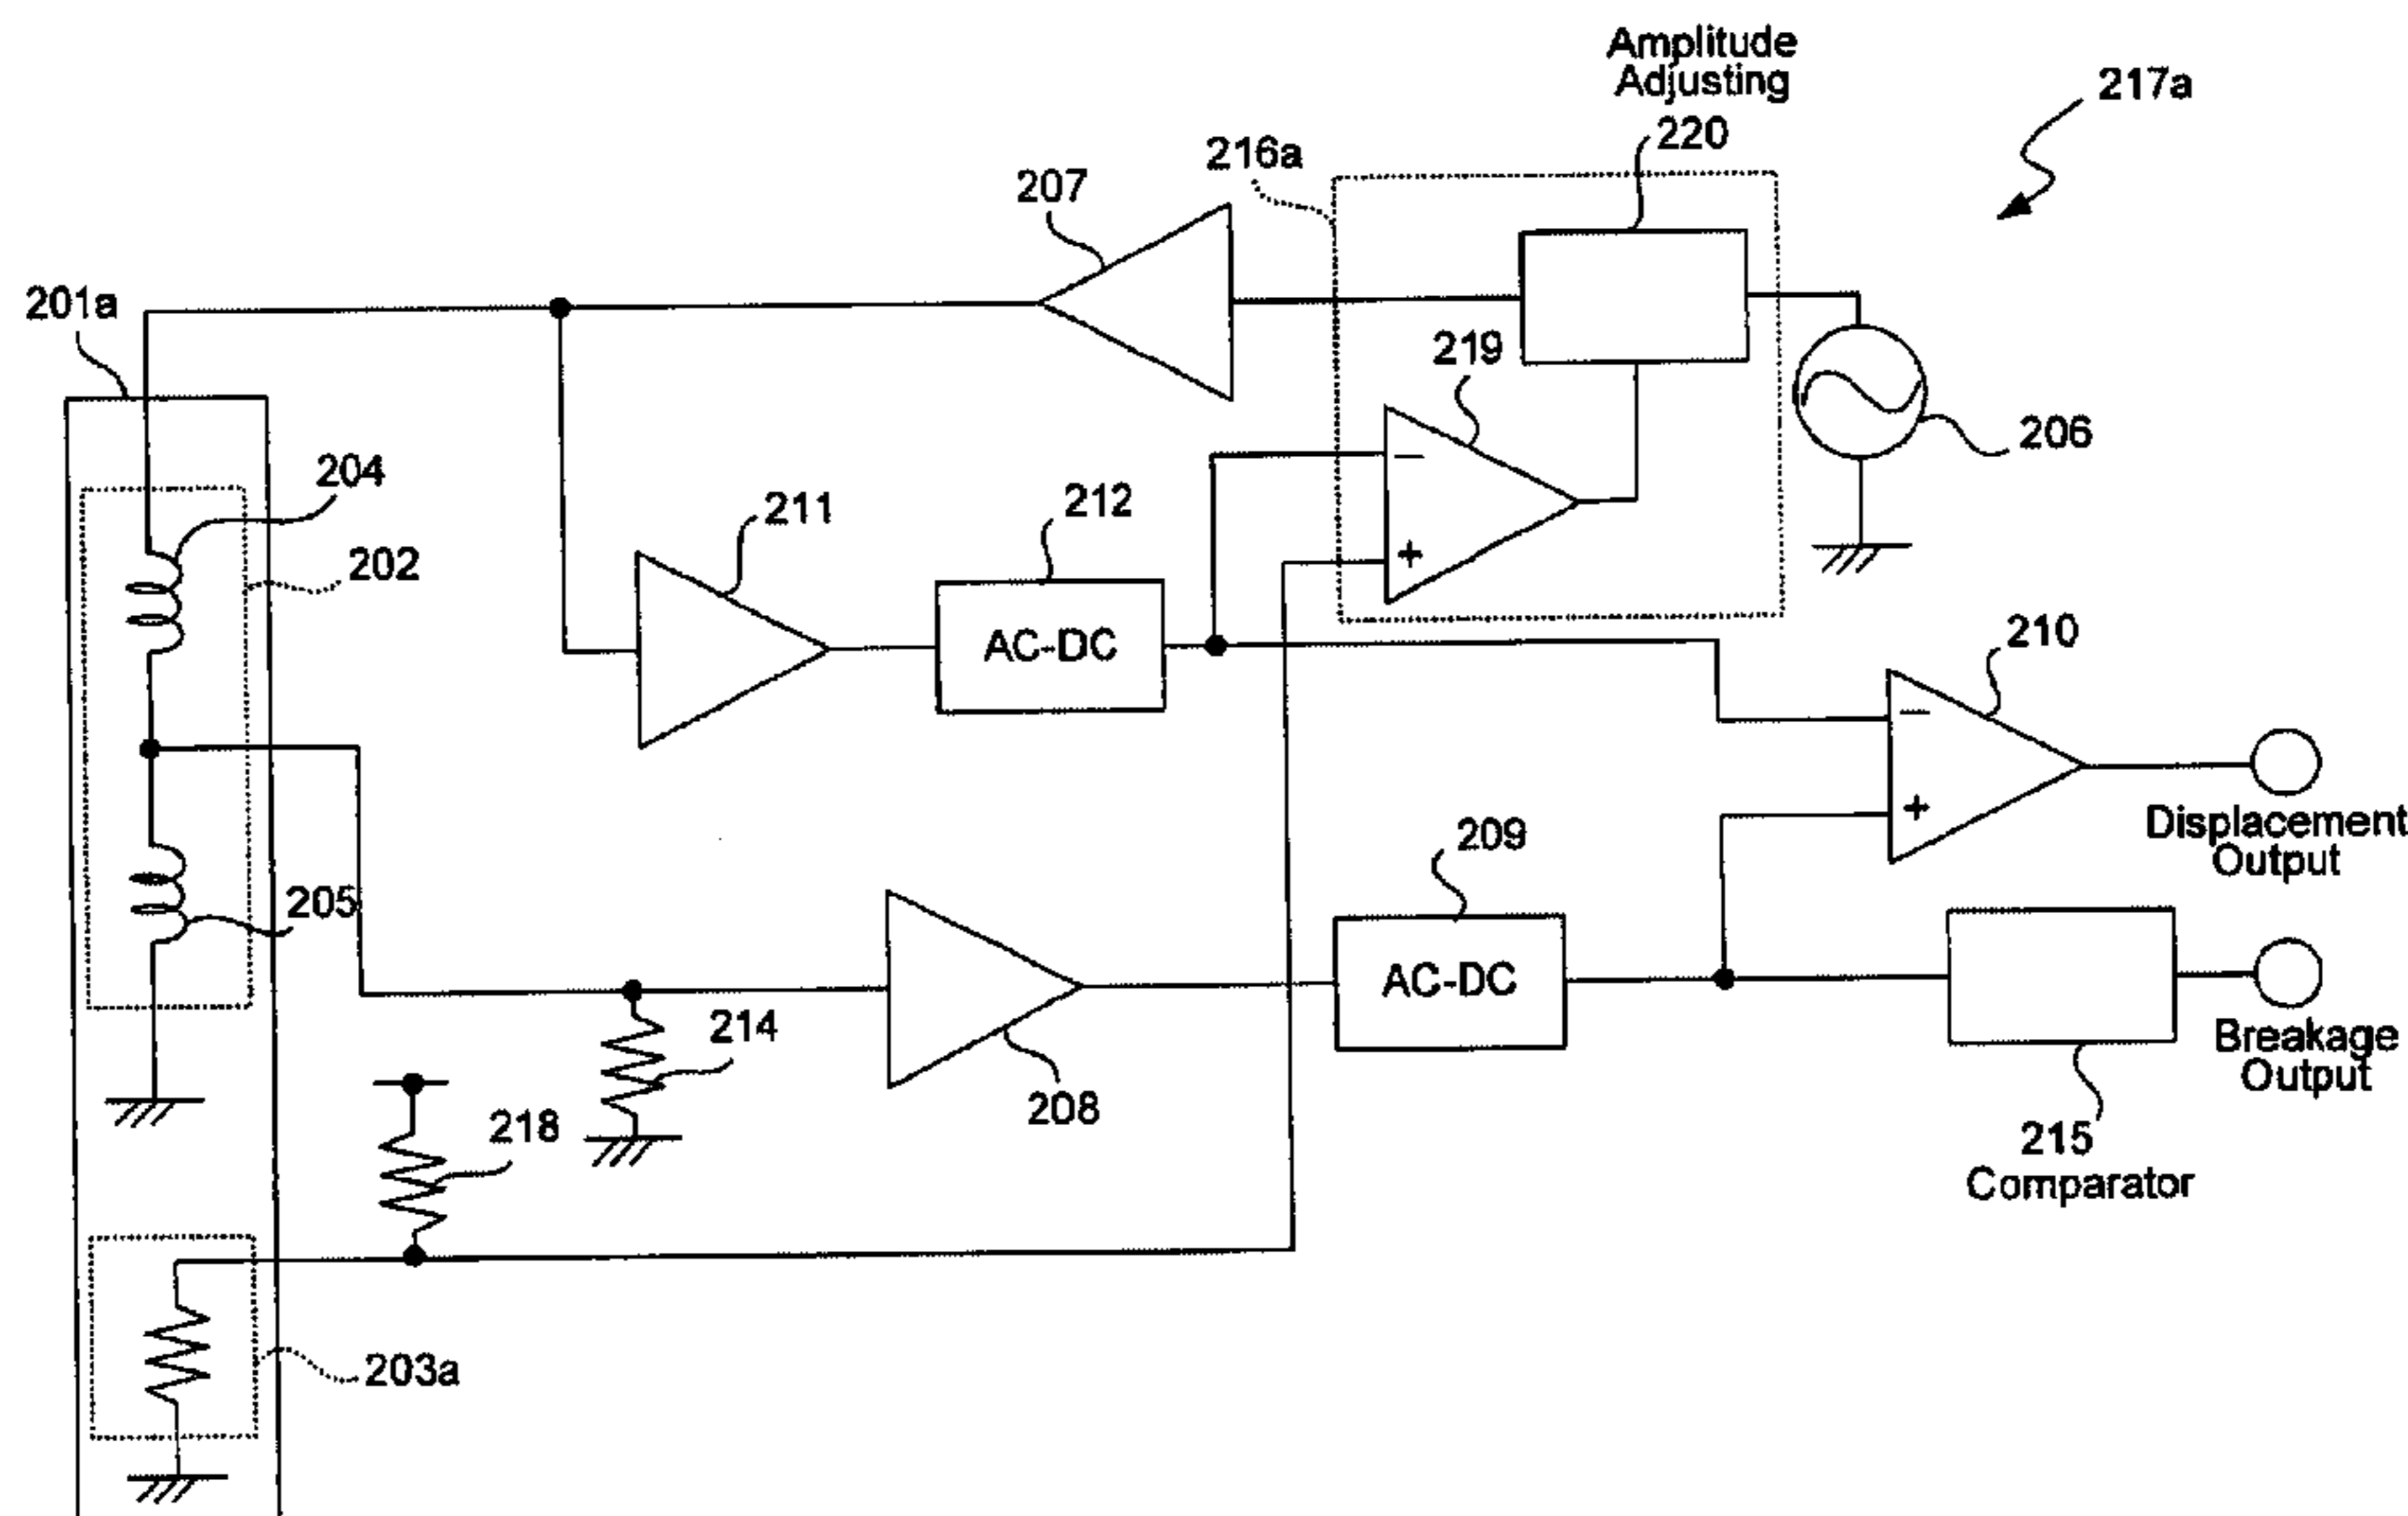 Amplitude
Adjusting
220
217a
216a
207
201a
219
206
204
202
211
212
AC-DC
−
+
210
−
+
Displacement
Output
205
209
AC-DC
214
208
218
Breakage
Output
215
Comparator
203a